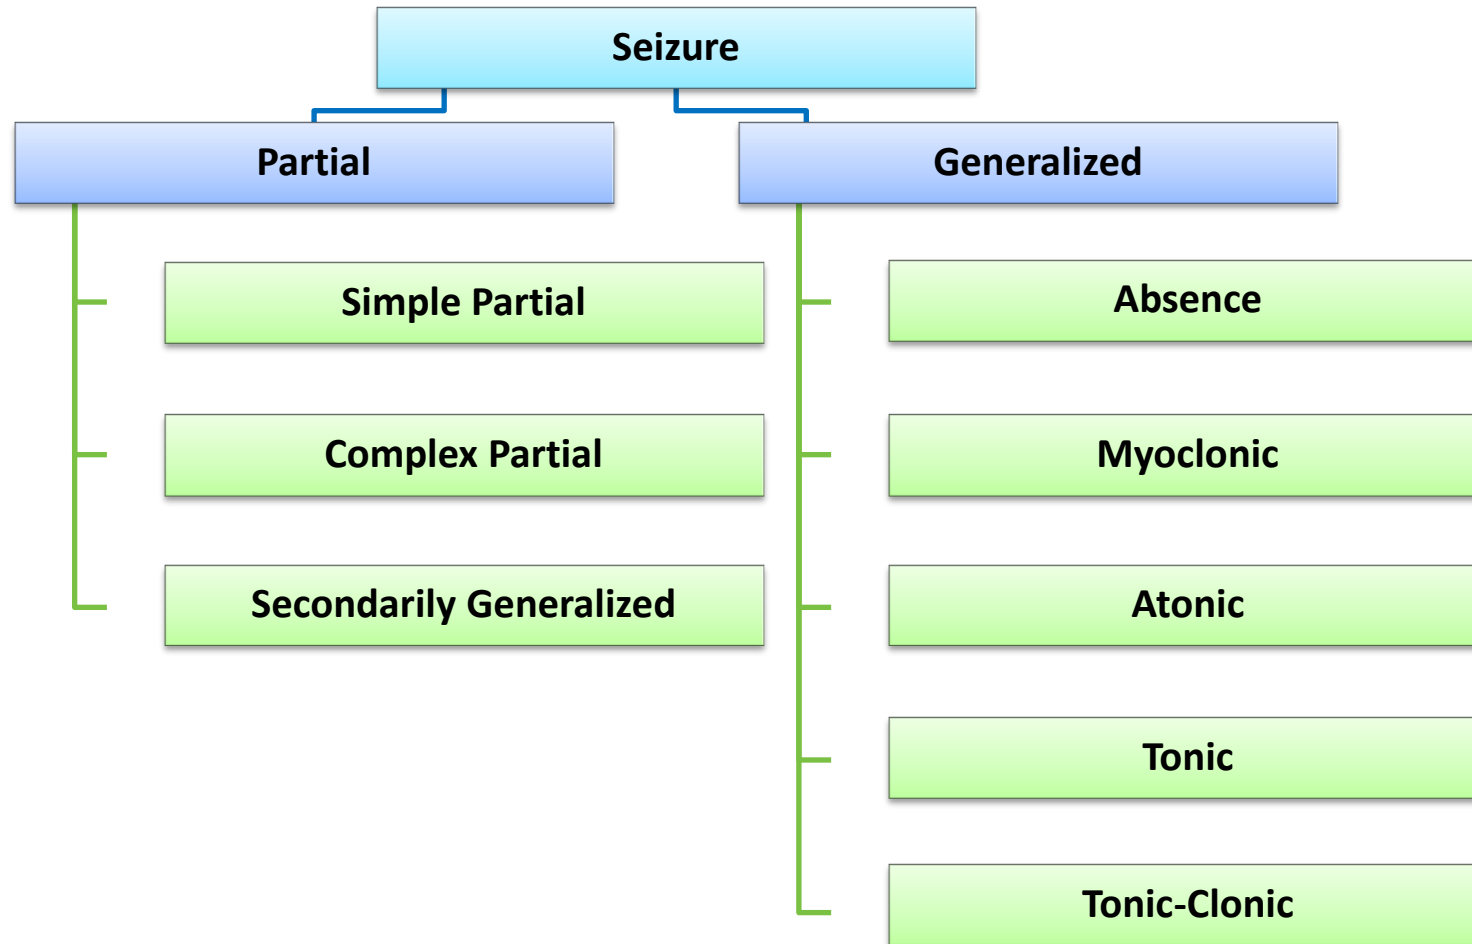 Seizure
Partial
Generalized
Simple Partial
Absence
Complex Partial
Myoclonic
Secondarily Generalized
Atonic
Tonic
Tonic-Clonic